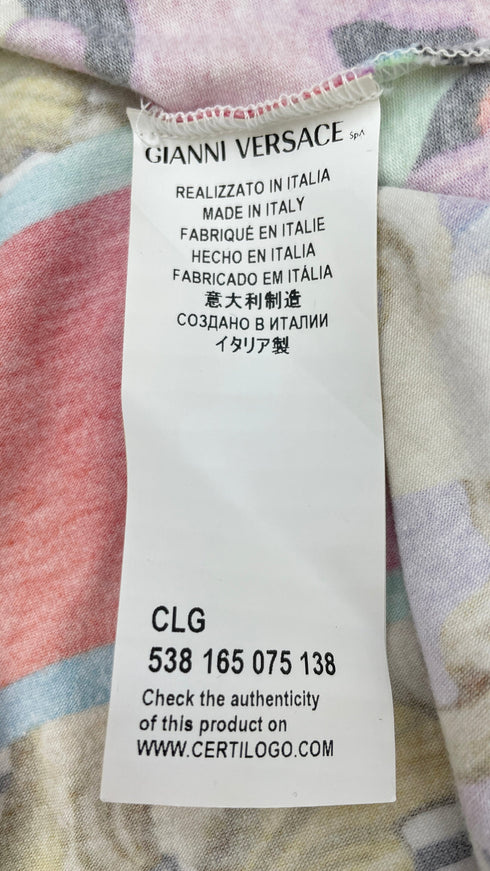 GIANNI VERSACE SpA
REALIZZATO IN ITALIA
MADE IN ITALY
FABRIQUÉ EN ITALIE
HECHO EN ITALIA
FABRICADO EM ITÁLIA
意大利制造
СОЗДАНО В ИТАЛИИ
イタリア製
CLG
538 165 075 138
Check the authenticity
of this product on
WWW.CERTILOGO.COM